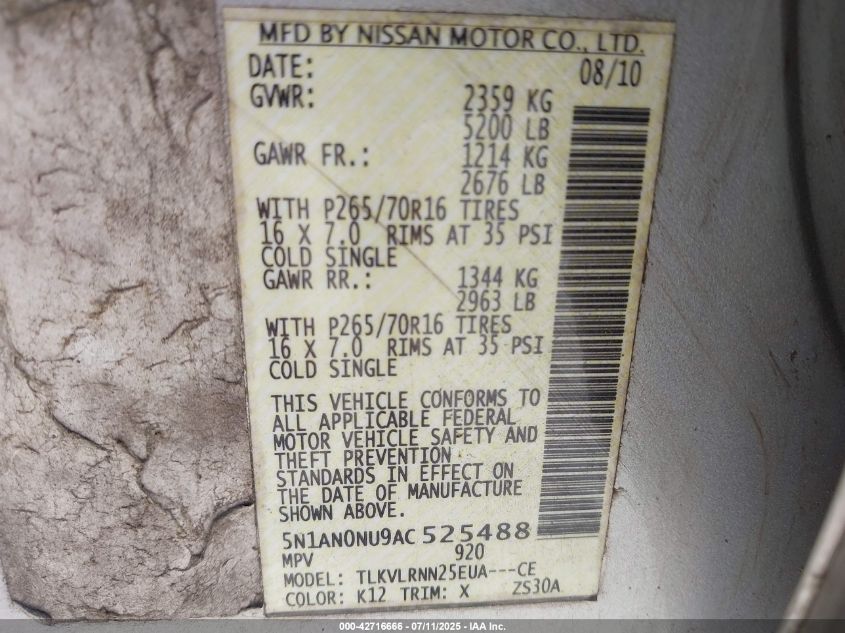 MFD BY NISSAN MOTOR CO., LTD.
DATE: 08/10
GVWR: 2359 KG
5200 LB
GAWR FR.: 1214 KG
2676 LB
WITH P265/70R16 TIRES
16 X 7.0 RIMS AT 35 PSI
COLD SINGLE
GAWR RR.: 1344 KG
2963 LB
WITH P265/70R16 TIRES
16 X 7.0 RIMS AT 35 PSI
COLD SINGLE
THIS VEHICLE CONFORMS TO
ALL APPLICABLE FEDERAL
MOTOR VEHICLE SAFETY AND
THEFT PREVENTION
STANDARDS IN EFFECT ON
THE DATE OF MANUFACTURE
SHOWN ABOVE.
5N1AN0NU9AC 525488
MPV 920
MODEL: TLKVLRNN25EUA---CE
COLOR: K12 TRIM: X ZS30A
000-42716666 - 07/11/2025 - IAA Inc.